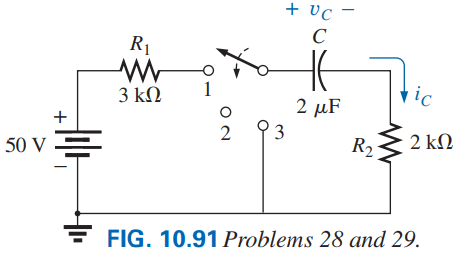 + v_C −
C
R₁
3 kΩ
1
2
3
2 μF
i_C
+
50 V
−
R₂
2 kΩ
FIG. 10.91 Problems 28 and 29.